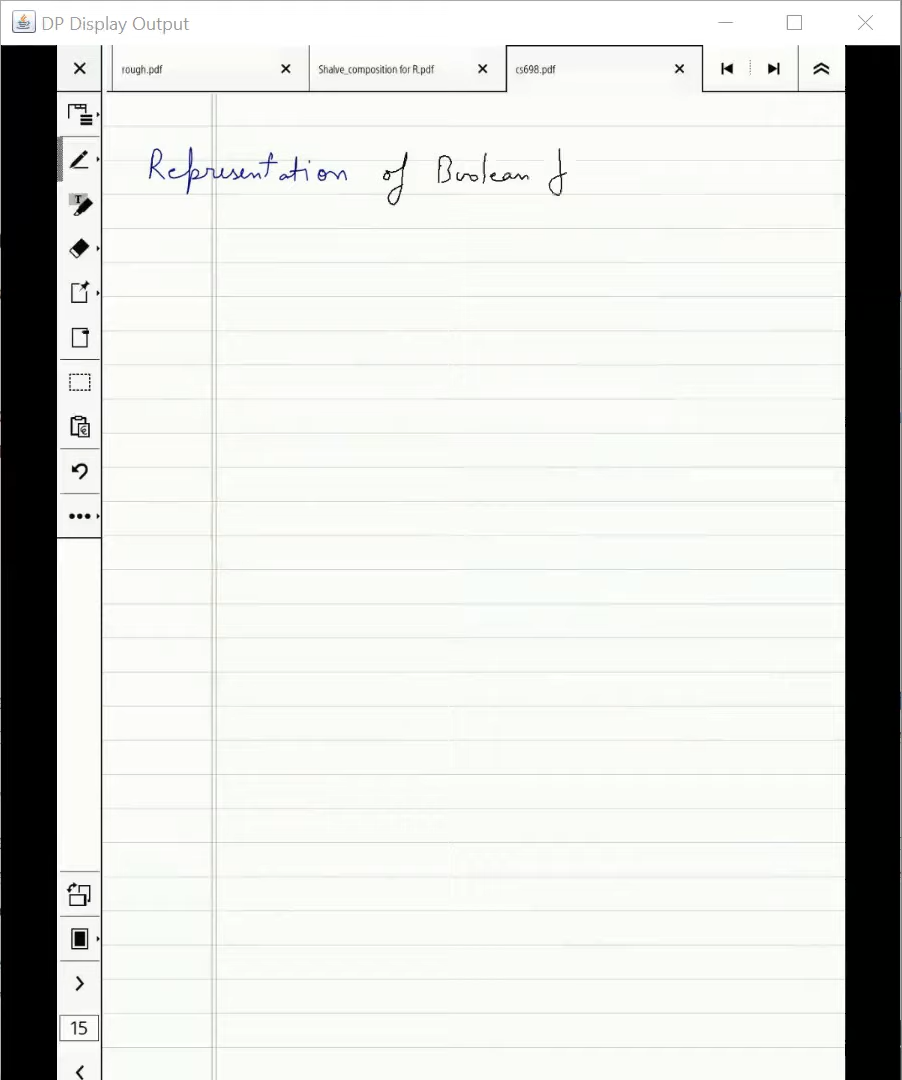 DP Display Output
rough.pdf
Shalve_composition for R.pdf
cs698.pdf
Representation of Boolean f
15